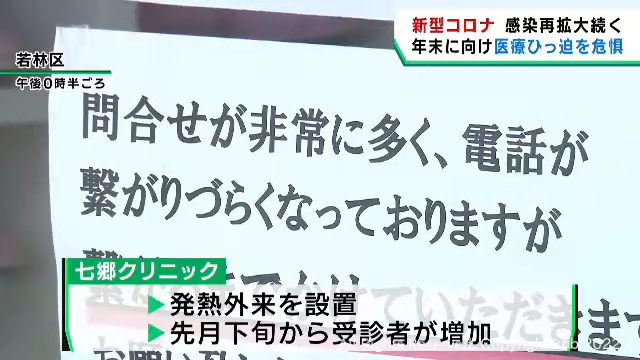 新型コロナ 感染再拡大続く
年末に向け医療ひっ迫を危惧
若林区
午後0時半ごろ
問合せが非常に多く、電話が
繋がりづらくなっておりますが
七郷クリニック
▶発熱外来を設置
▶先月下旬から受診者が増加